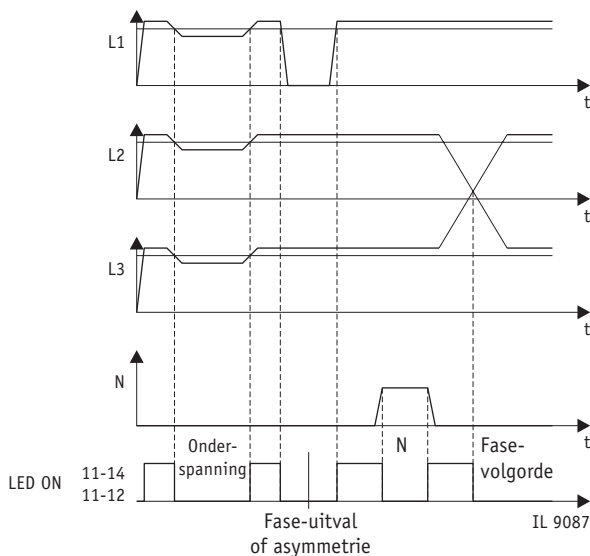 L1
t
L2
t
L3
t
N
t
Onder-
spanning
N
Fase-
volgorde
LED ON
11-14
11-12
Fase-uitval
of asymmetrie
IL 9087